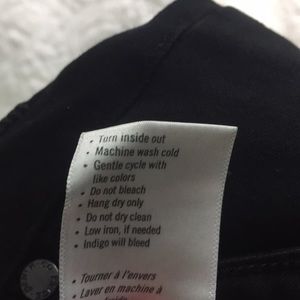 • Turn inside out
• Machine wash cold
• Gentle cycle with
like colors
• Do not bleach
• Hang dry only
• Do not dry clean
• Low iron, if needed
• Indigo will bleed
• Tourner à l'envers
• Laver en machine à